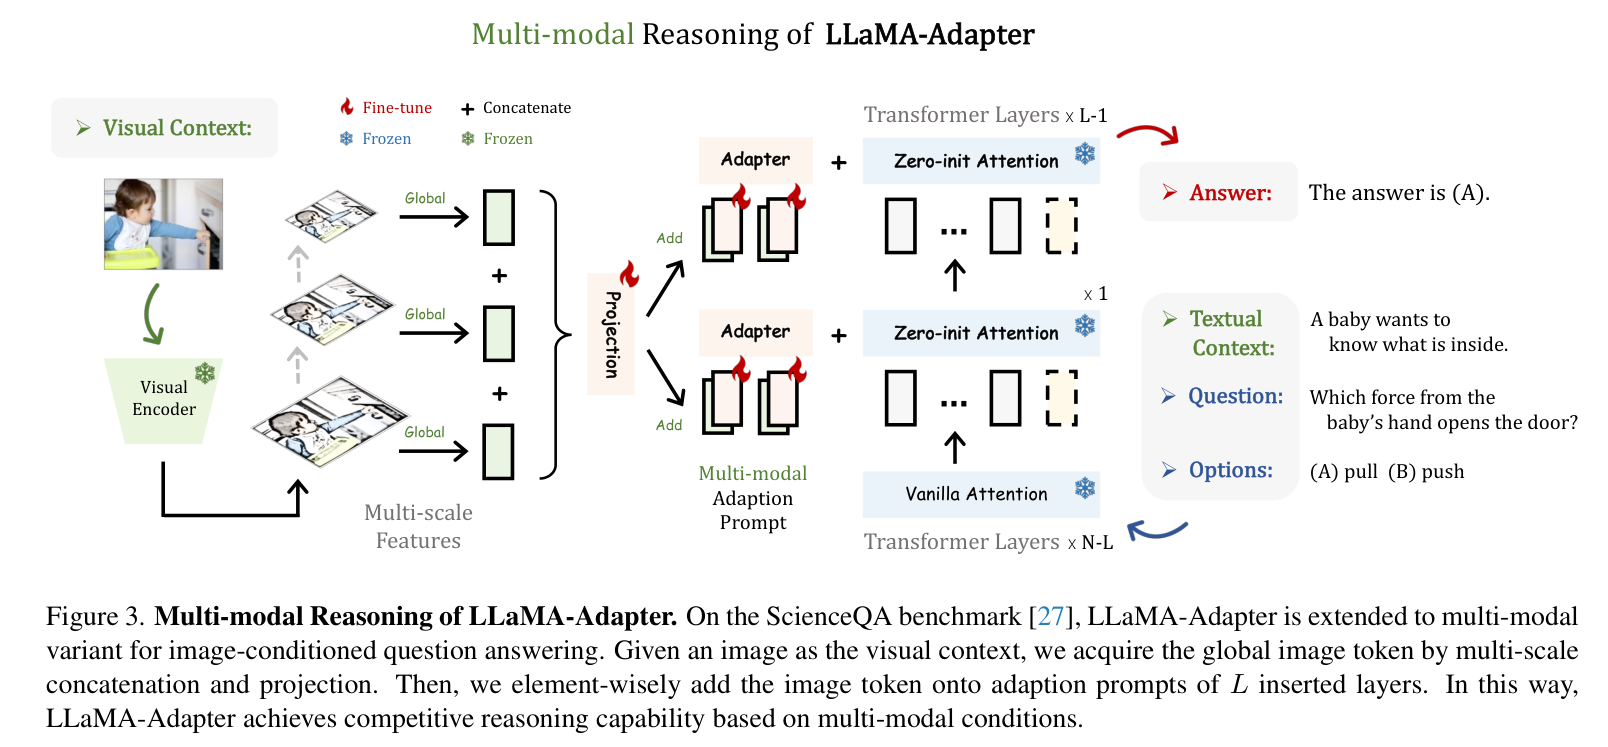 Multi-modal Reasoning of LLaMA-Adapter
Visual Context:
Fine-tune
Concatenate
Frozen
Frozen
Visual
Encoder
Global
Global
Global
+
+
Multi-scale
Features
Projection
Add
Add
Adapter
+
Adapter
+
Multi-modal
Adaption
Prompt
Transformer Layers x L-1
Zero-init Attention
...
x 1
Zero-init Attention
...
Vanilla Attention
Transformer Layers x N-L
Answer: The answer is (A).
Textual
Context:
A baby wants to
know what is inside.
Question:
Which force from the
baby's hand opens the door?
Options: (A) pull (B) push
Figure 3. Multi-modal Reasoning of LLaMA-Adapter. On the ScienceQA benchmark [27], LLaMA-Adapter is extended to multi-modal
variant for image-conditioned question answering. Given an image as the visual context, we acquire the global image token by multi-scale
concatenation and projection. Then, we element-wisely add the image token onto adaption prompts of L inserted layers. In this way,
LLaMA-Adapter achieves competitive reasoning capability based on multi-modal conditions.